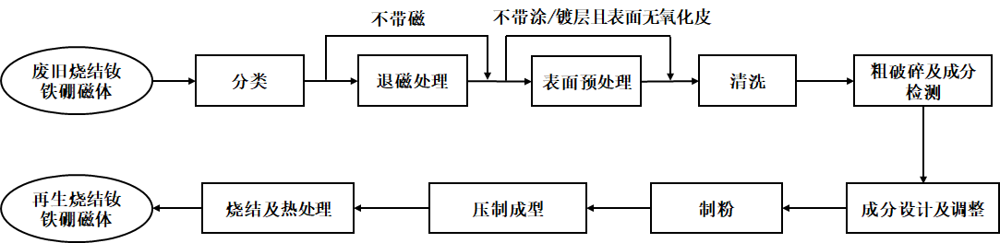 不带磁
不带涂/镀层且表面无氧化皮
废旧烧结钕
铁硼磁体
分类
退磁处理
表面预处理
清洗
粗破碎及成分
检测
再生烧结钕
铁硼磁体
烧结及热处理
压制成型
制粉
成分设计及调整